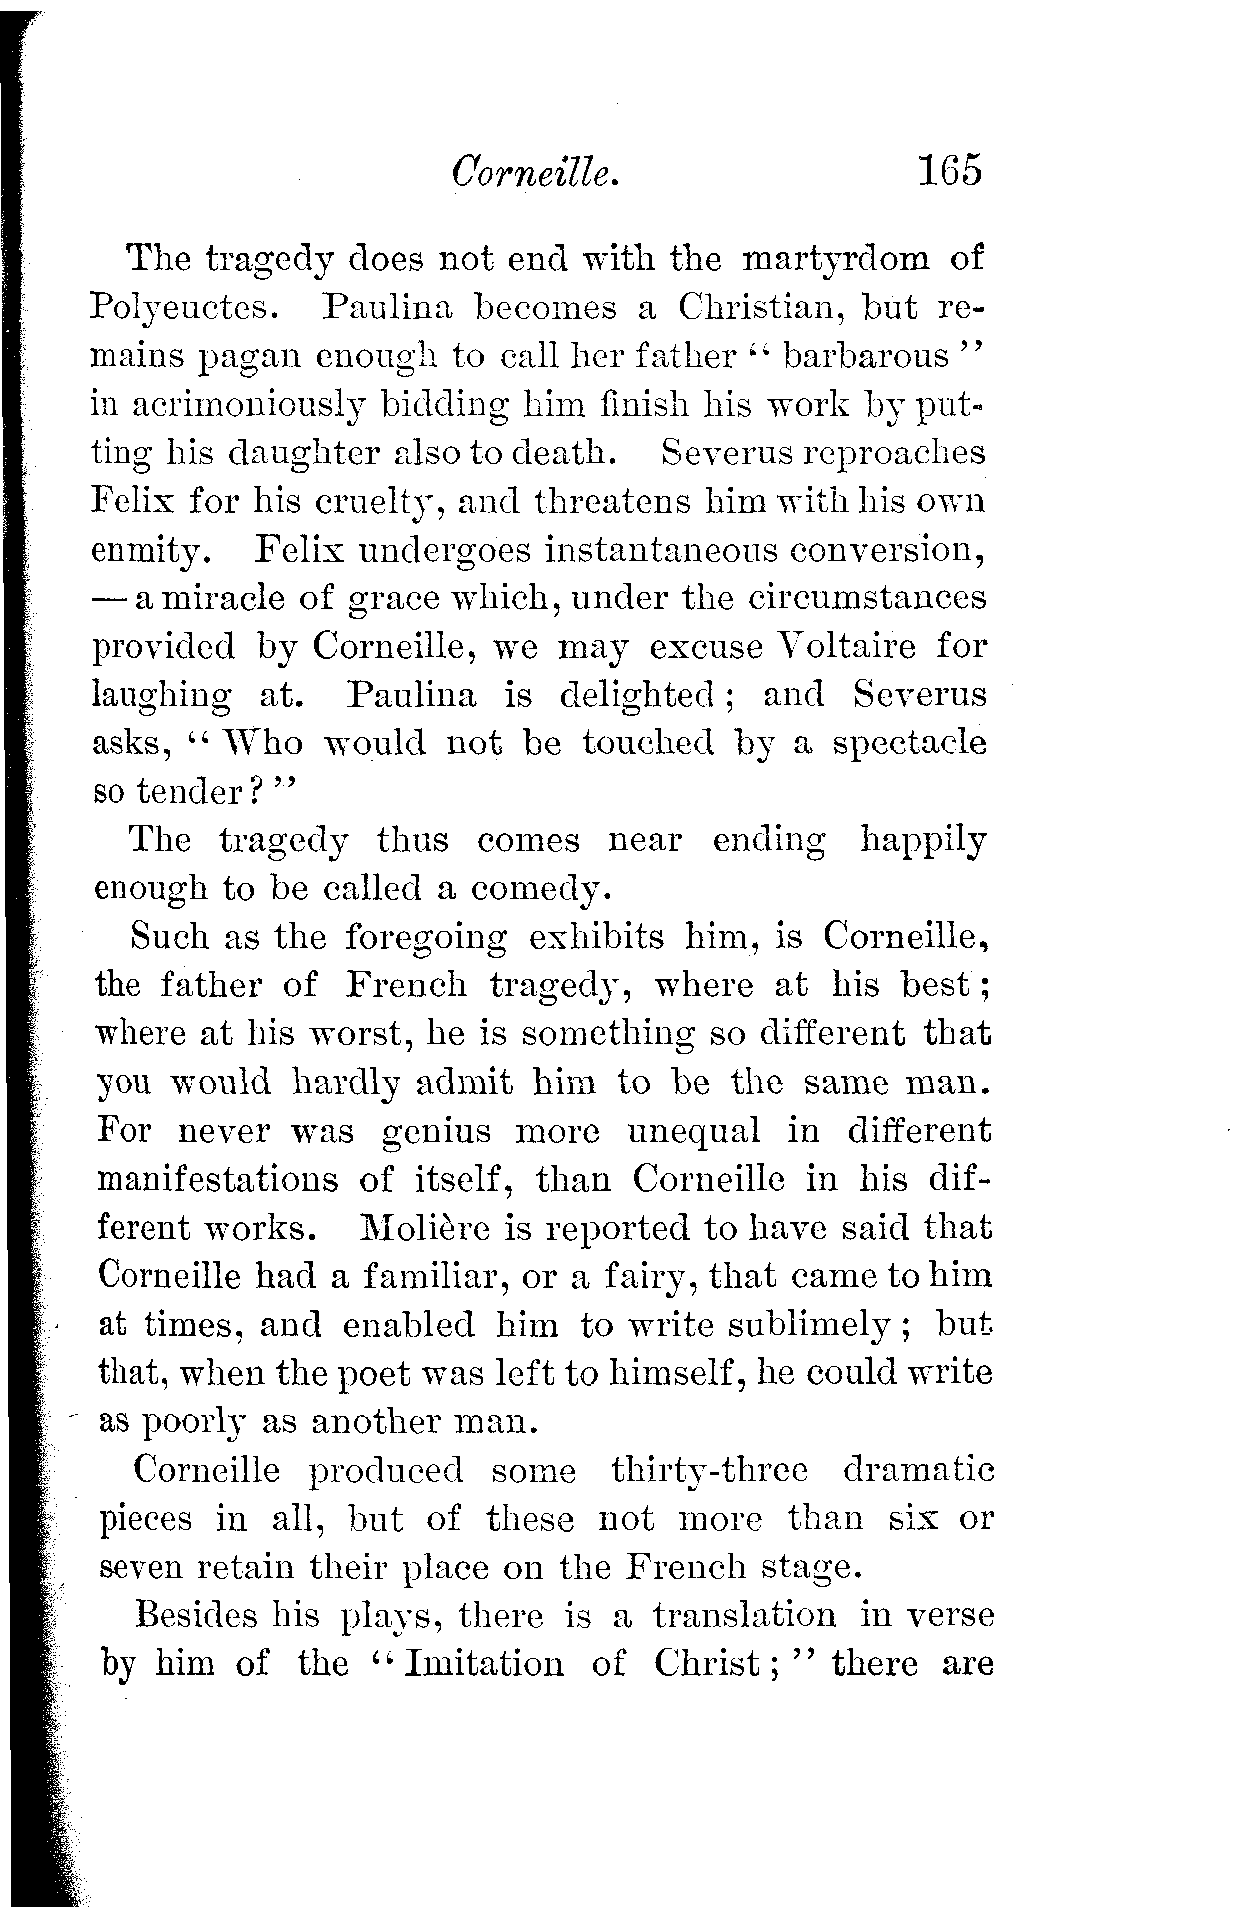 Corneille. 165
The tragedy does not end with the martyrdom of
Polyeuctes. Paulina becomes a Christian, but re-
mains pagan enough to call her father “ barbarous ”
in acrimoniously bidding him finish his work by put-
ting his daughter also to death. Severus reproaches
Felix for his cruelty, and threatens him with his own
enmity. Felix undergoes instantaneous conversion,
— a miracle of grace which, under the circumstances
provided by Corneille, we may excuse Voltaire for
laughing at. Paulina is delighted ; and Severus
asks, “ Who would not be touched by a spectacle
so tender ? ”
The tragedy thus comes near ending happily
enough to be called a comedy.
Such as the foregoing exhibits him, is Corneille,
the father of French tragedy, where at his best ;
where at his worst, he is something so different that
you would hardly admit him to be the same man.
For never was genius more unequal in different
manifestations of itself, than Corneille in his dif-
ferent works. Molière is reported to have said that
Corneille had a familiar, or a fairy, that came to him
at times, and enabled him to write sublimely ; but
that, when the poet was left to himself, he could write
as poorly as another man.
Corneille produced some thirty-three dramatic
pieces in all, but of these not more than six or
seven retain their place on the French stage.
Besides his plays, there is a translation in verse
by him of the “ Imitation of Christ ; ” there are